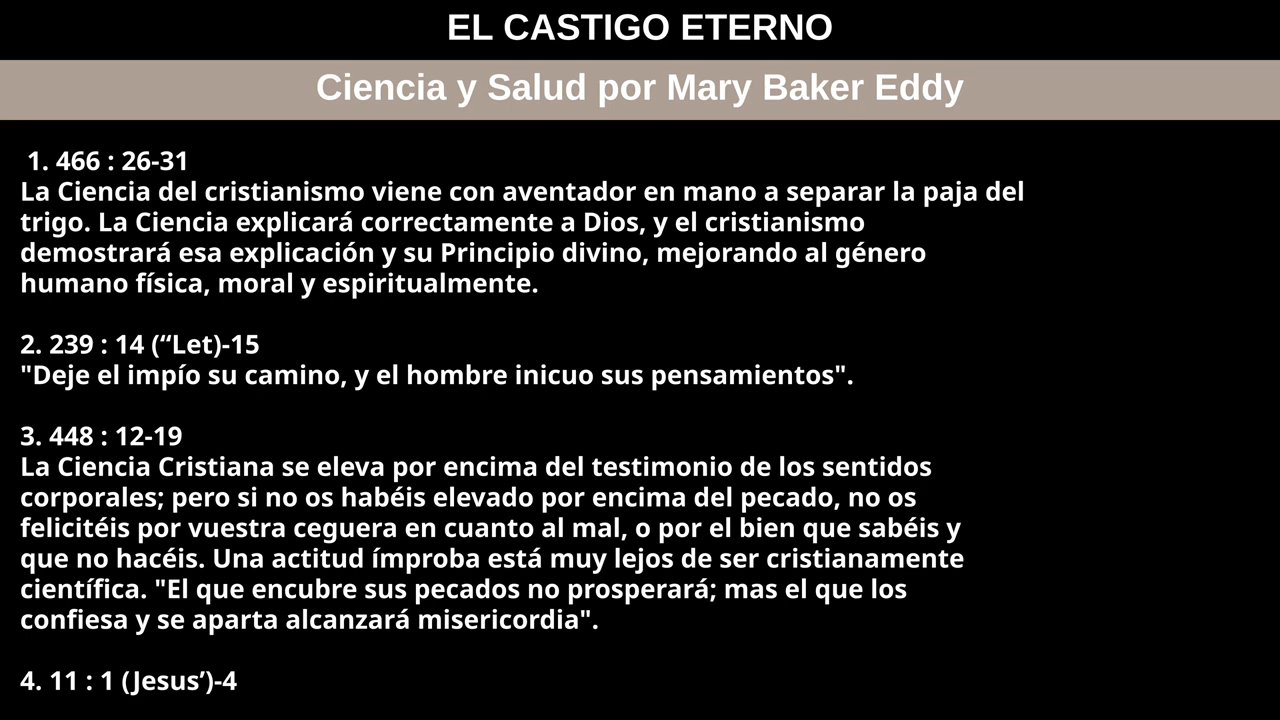 EL CASTIGO ETERNO
Ciencia y Salud por Mary Baker Eddy
1. 466 : 26-31
La Ciencia del cristianismo viene con aventador en mano a separar la paja del
trigo. La Ciencia explicará correctamente a Dios, y el cristianismo
demostrará esa explicación y su Principio divino, mejorando al género
humano física, moral y espiritualmente.
2. 239 : 14 (“Let)-15
"Deje el impío su camino, y el hombre inicuo sus pensamientos".
3. 448 : 12-19
La Ciencia Cristiana se eleva por encima del testimonio de los sentidos
corporales; pero si no os habéis elevado por encima del pecado, no os
felicitéis por vuestra ceguera en cuanto al mal, o por el bien que sabéis y
que no hacéis. Una actitud ímproba está muy lejos de ser cristianamente
científica. "El que encubre sus pecados no prosperará; mas el que los
confiesa y se aparta alcanzará misericordia".
4. 11 : 1 (Jesus’)-4